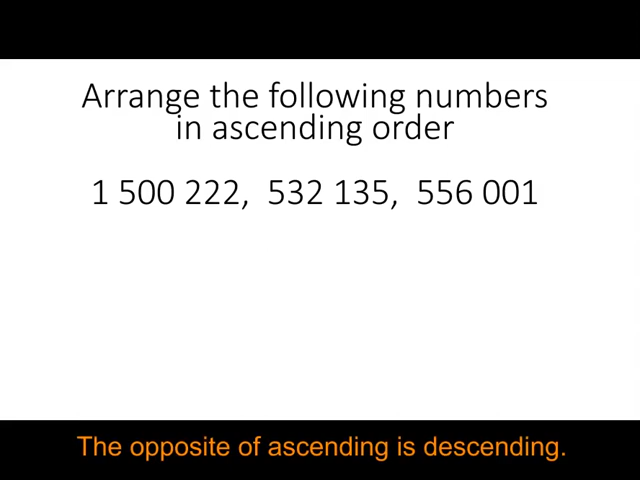 Arrange the following numbers
in ascending order
1 500 222,  532 135,  556 001
The opposite of ascending is descending.